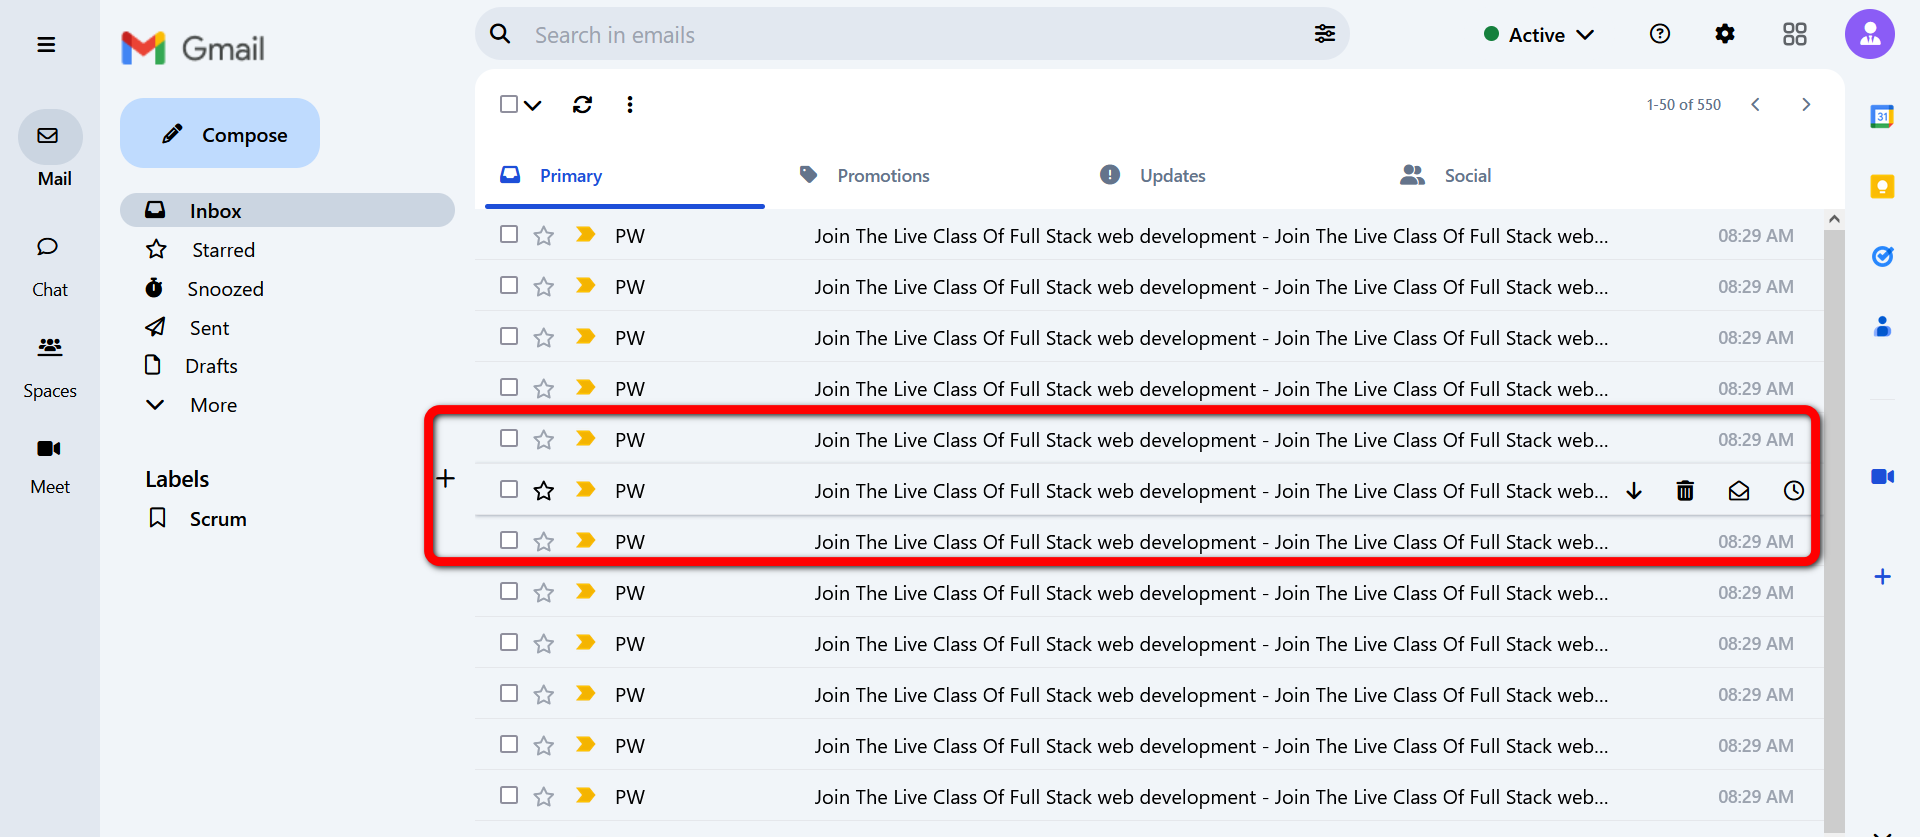 Gmail
Search in emails
Active
Mail
Chat
Spaces
Meet
Compose
Inbox
Starred
Snoozed
Sent
Drafts
More
Labels
Scrum
1-50 of 550
Primary
Promotions
Updates
Social
PW Join The Live Class Of Full Stack web development - Join The Live Class Of Full Stack web... 08:29 AM
PW Join The Live Class Of Full Stack web development - Join The Live Class Of Full Stack web... 08:29 AM
PW Join The Live Class Of Full Stack web development - Join The Live Class Of Full Stack web... 08:29 AM
PW Join The Live Class Of Full Stack web development - Join The Live Class Of Full Stack web... 08:29 AM
PW Join The Live Class Of Full Stack web development - Join The Live Class Of Full Stack web... 08:29 AM
PW Join The Live Class Of Full Stack web development - Join The Live Class Of Full Stack web...
PW Join The Live Class Of Full Stack web development - Join The Live Class Of Full Stack web... 08:29 AM
PW Join The Live Class Of Full Stack web development - Join The Live Class Of Full Stack web... 08:29 AM
PW Join The Live Class Of Full Stack web development - Join The Live Class Of Full Stack web... 08:29 AM
PW Join The Live Class Of Full Stack web development - Join The Live Class Of Full Stack web... 08:29 AM
PW Join The Live Class Of Full Stack web development - Join The Live Class Of Full Stack web... 08:29 AM
PW Join The Live Class Of Full Stack web development - Join The Live Class Of Full Stack web... 08:29 AM
31